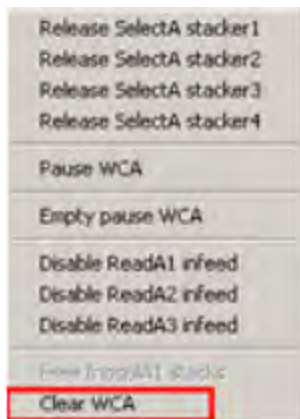 Release SelectA stacker1
Release SelectA stacker2
Release SelectA stacker3
Release SelectA stacker4
Pause WCA
Empty pause WCA
Disable ReadA1 infeed
Disable ReadA2 infeed
Disable ReadA3 infeed
Clear WCA